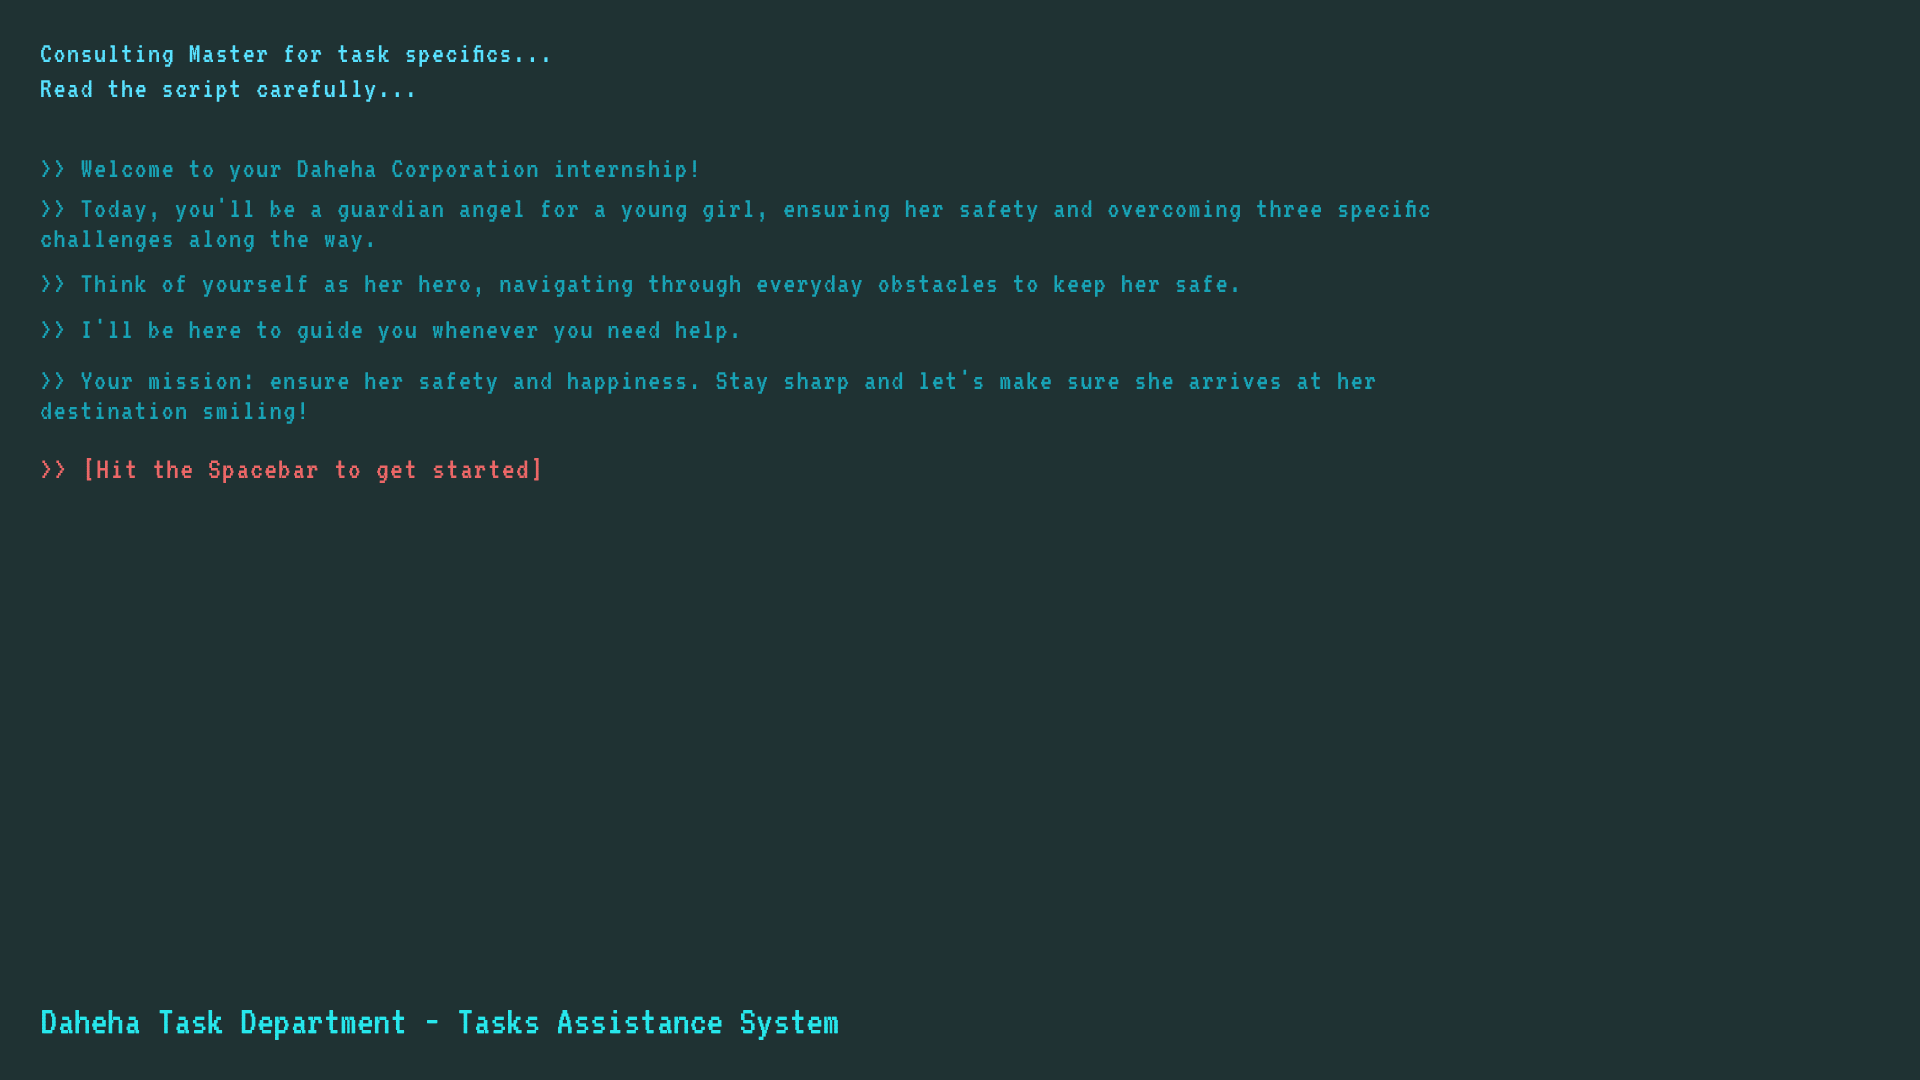 Consulting Master for task specifics...
Read the script carefully...
>> Welcome to your Daheha Corporation internship!
>> Today, you'll be a guardian angel for a young girl, ensuring her safety and overcoming three specific
challenges along the way.
>> Think of yourself as her hero, navigating through everyday obstacles to keep her safe.
>> I'll be here to guide you whenever you need help.
>> Your mission: ensure her safety and happiness. Stay sharp and let's make sure she arrives at her
destination smiling!
>> [Hit the Spacebar to get started]
Daheha Task Department - Tasks Assistance System